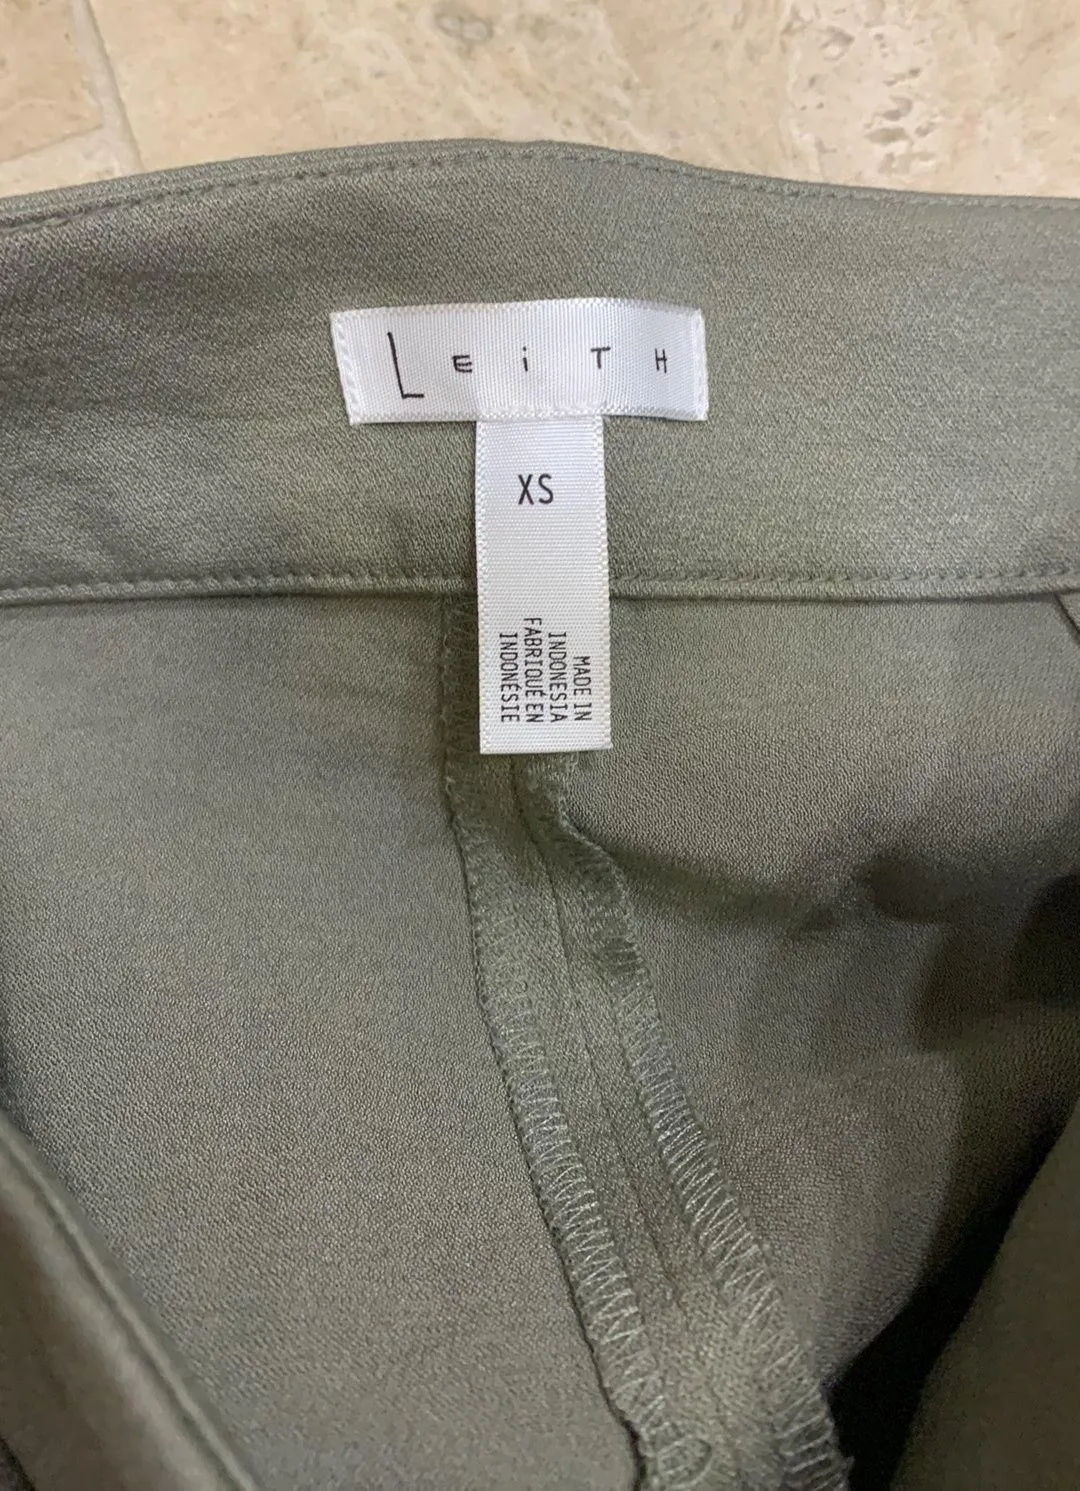 LEiTH
XS
MADE IN
INDONESIA
FABRIQUÉ EN
INDONÉSIE